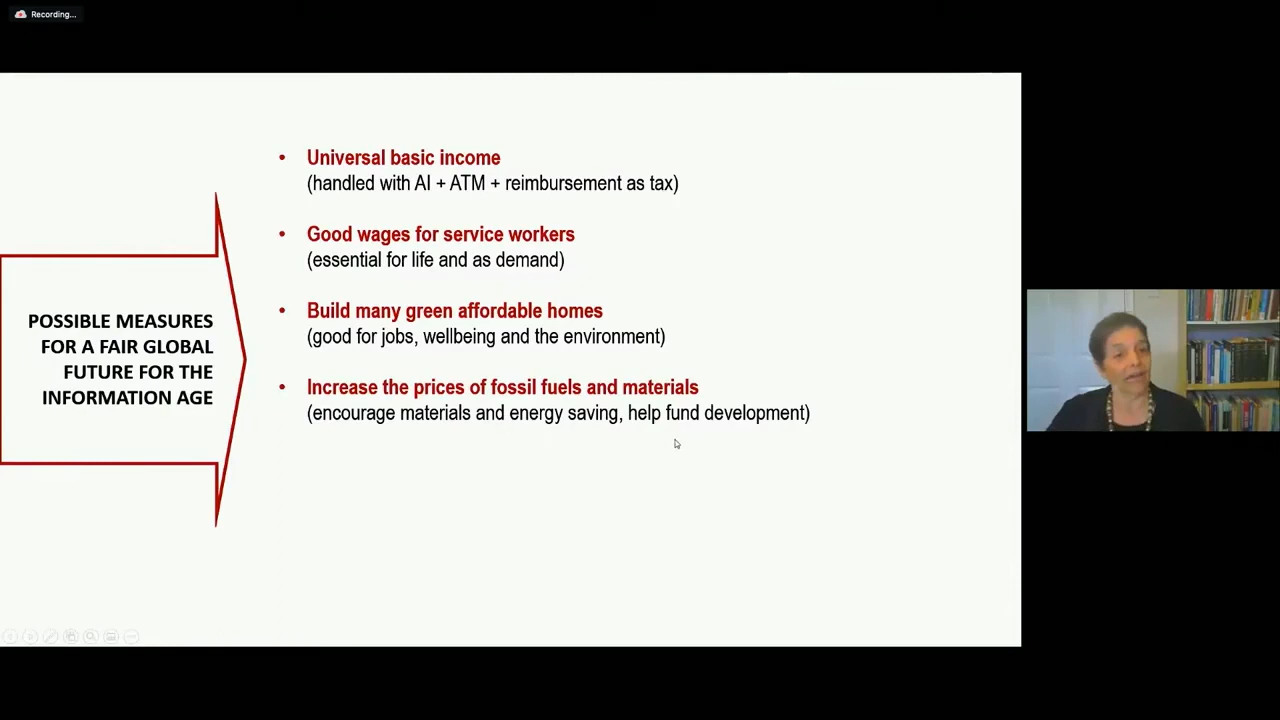 Recording...
POSSIBLE MEASURES
FOR A FAIR GLOBAL
FUTURE FOR THE
INFORMATION AGE
• Universal basic income
(handled with AI + ATM + reimbursement as tax)
• Good wages for service workers
(essential for life and as demand)
• Build many green affordable homes
(good for jobs, wellbeing and the environment)
• Increase the prices of fossil fuels and materials
(encourage materials and energy saving, help fund development)